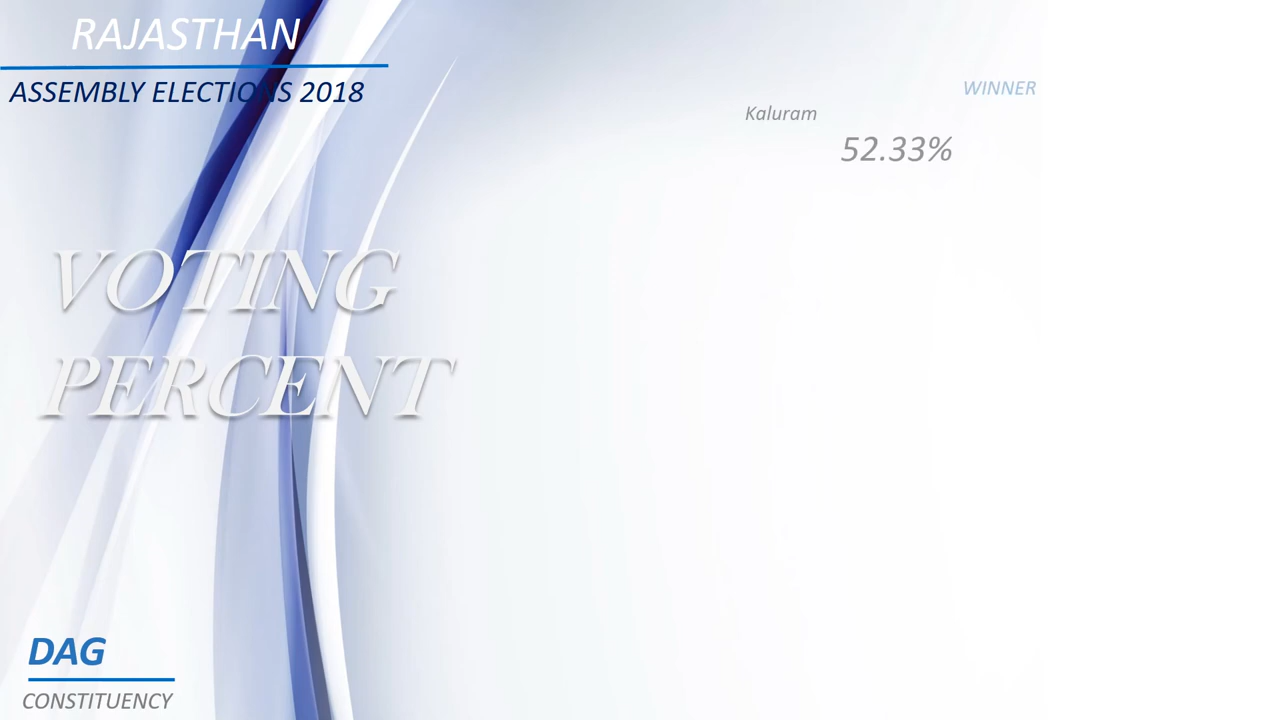 RAJASTHAN
ASSEMBLY ELECTIONS 2018
WINNER
Kaluram
52.33%
VOTING
PERCENT
DAG
CONSTITUENCY